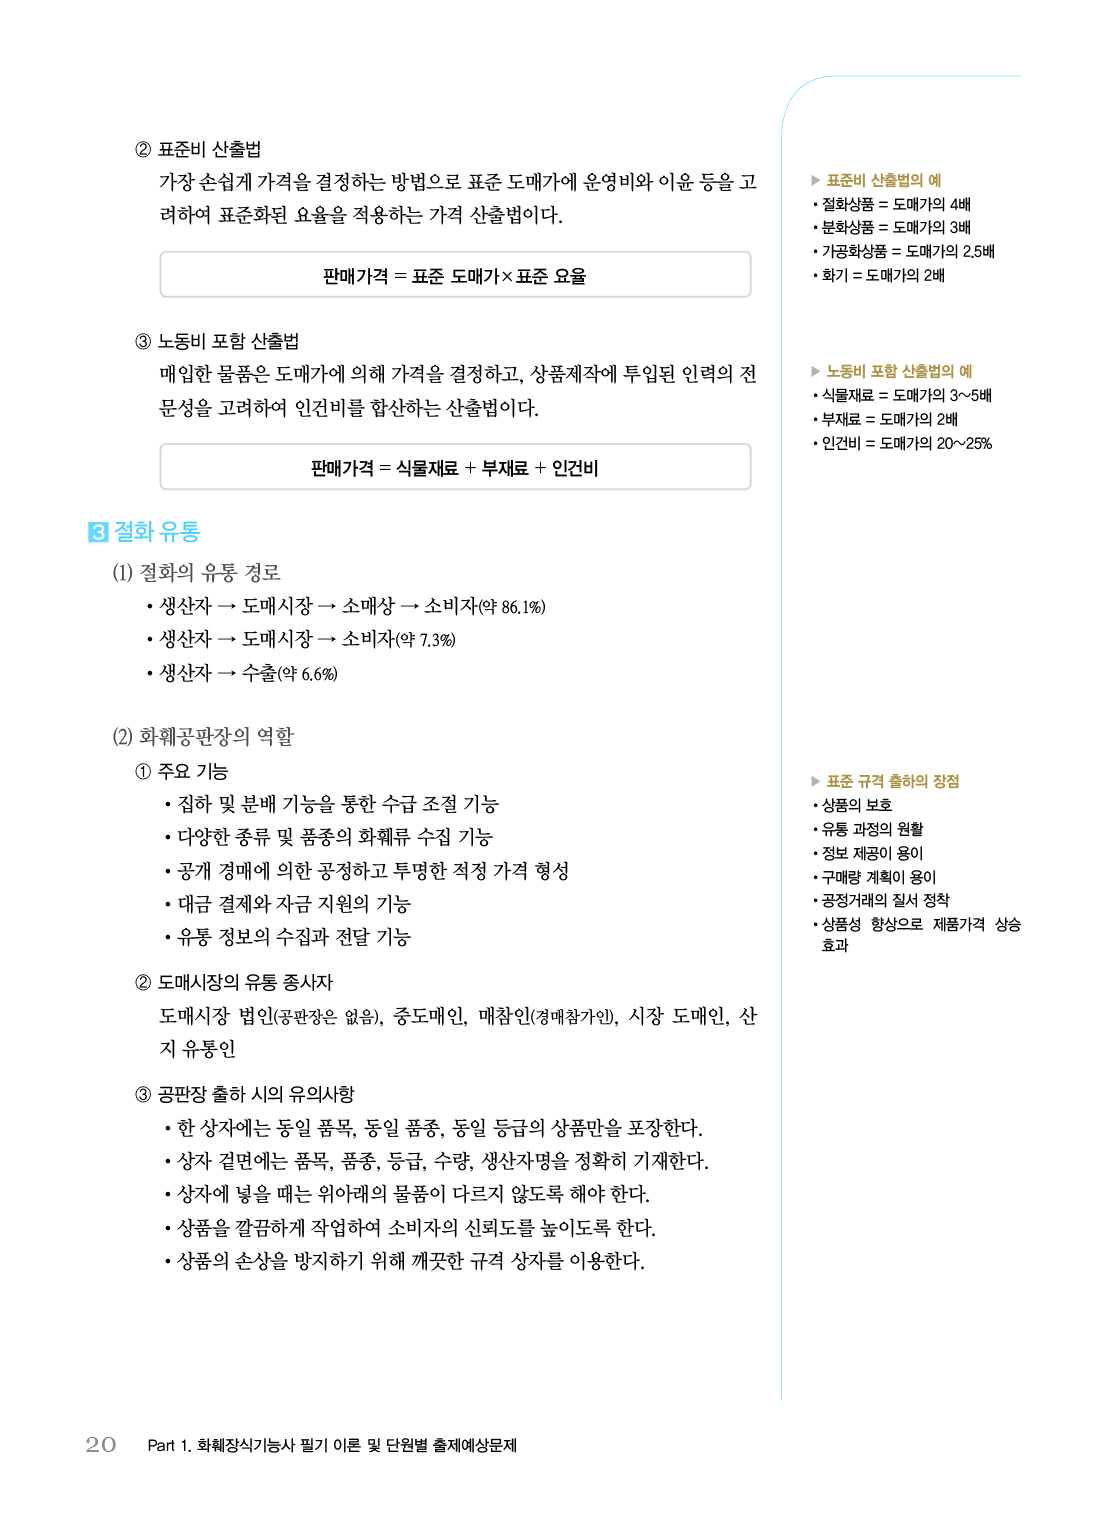 ② 표준비 산출법
가장 손쉽게 가격을 결정하는 방법으로 표준 도매가에 운영비와 이윤 등을 고
려하여 표준화된 요율을 적용하는 가격 산출법이다.
판매가격 = 표준 도매가×표준 요율
▶ 표준비 산출법의 예
• 절화상품 = 도매가의 4배
• 분화상품 = 도매가의 3배
• 가공화상품 = 도매가의 2.5배
• 화기 = 도매가의 2배
③ 노동비 포함 산출법
매입한 물품은 도매가에 의해 가격을 결정하고, 상품제작에 투입된 인력의 전
문성을 고려하여 인건비를 합산하는 산출법이다.
판매가격 = 식물재료 + 부재료 + 인건비
▶ 노동비 포함 산출법의 예
• 식물재료 = 도매가의 3~5배
• 부재료 = 도매가의 2배
• 인건비 = 도매가의 20~25%
3 절화 유통
(1) 절화의 유통 경로
• 생산자 → 도매시장 → 소매상 → 소비자(약 86.1%)
• 생산자 → 도매시장 → 소비자(약 7.3%)
• 생산자 → 수출(약 6.6%)
(2) 화훼공판장의 역할
① 주요 기능
• 집하 및 분배 기능을 통한 수급 조절 기능
• 다양한 종류 및 품종의 화훼류 수집 기능
• 공개 경매에 의한 공정하고 투명한 적정 가격 형성
• 대금 결제와 자금 지원의 기능
• 유통 정보의 수집과 전달 기능
▶ 표준 규격 출하의 장점
• 상품의 보호
• 유통 과정의 원활
• 정보 제공이 용이
• 구매량 계획이 용이
• 공정거래의 질서 정착
• 상품성 향상으로 제품가격 상승
효과
② 도매시장의 유통 종사자
도매시장 법인(공판장은 없음), 중도매인, 매참인(경매참가인), 시장 도매인, 산
지 유통인
③ 공판장 출하 시의 유의사항
• 한 상자에는 동일 품목, 동일 품종, 동일 등급의 상품만을 포장한다.
• 상자 겉면에는 품목, 품종, 등급, 수량, 생산자명을 정확히 기재한다.
• 상자에 넣을 때는 위아래의 물품이 다르지 않도록 해야 한다.
• 상품을 깔끔하게 작업하여 소비자의 신뢰도를 높이도록 한다.
• 상품의 손상을 방지하기 위해 깨끗한 규격 상자를 이용한다.
20 Part 1. 화훼장식기능사 필기 이론 및 단원별 출제예상문제